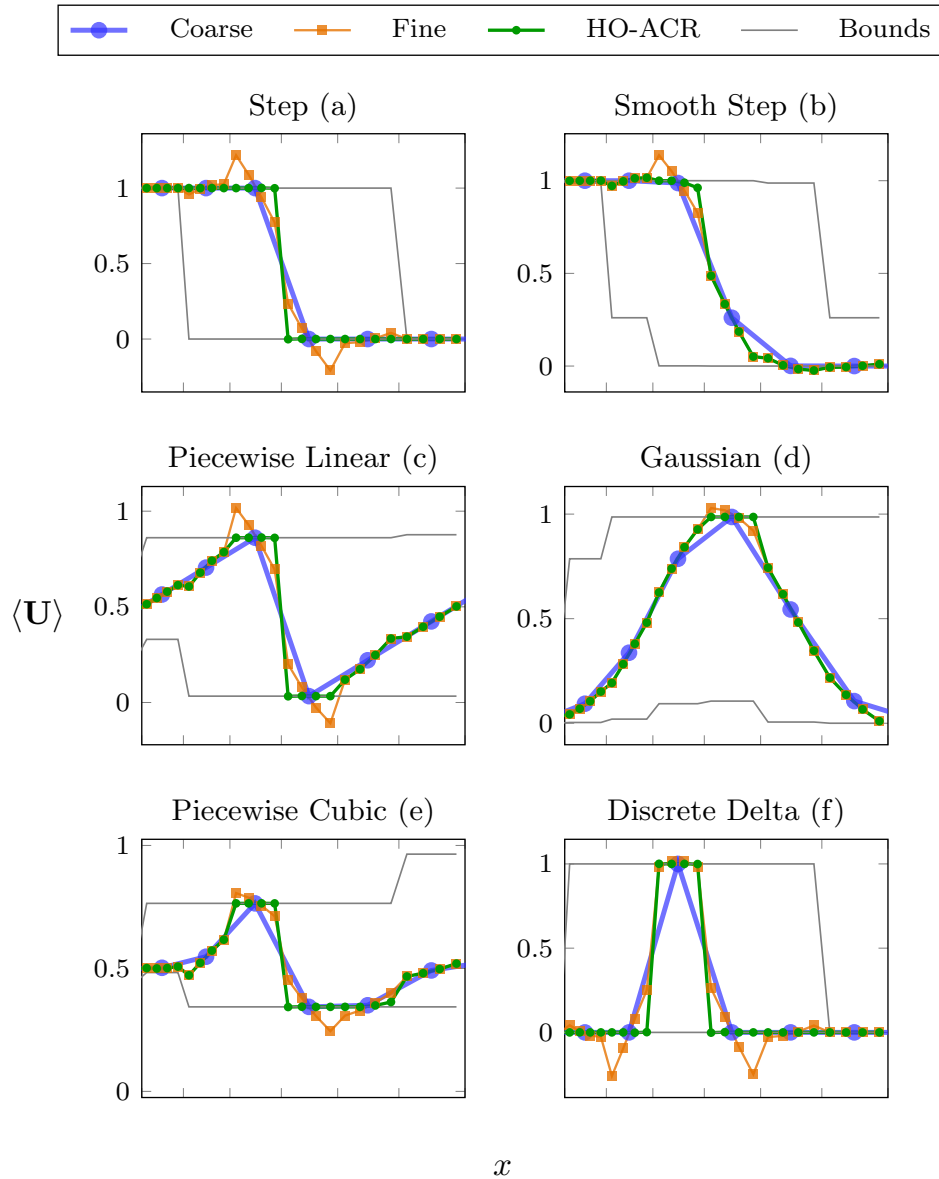 Coarse Fine HO-ACR Bounds
Step (a)
1
0.5
0
Smooth Step (b)
1
0.5
0
Piecewise Linear (c)
1
0.5
0
Gaussian (d)
1
0.5
0
⟨U⟩
Piecewise Cubic (e)
1
0.5
0
Discrete Delta (f)
1
0.5
0
x